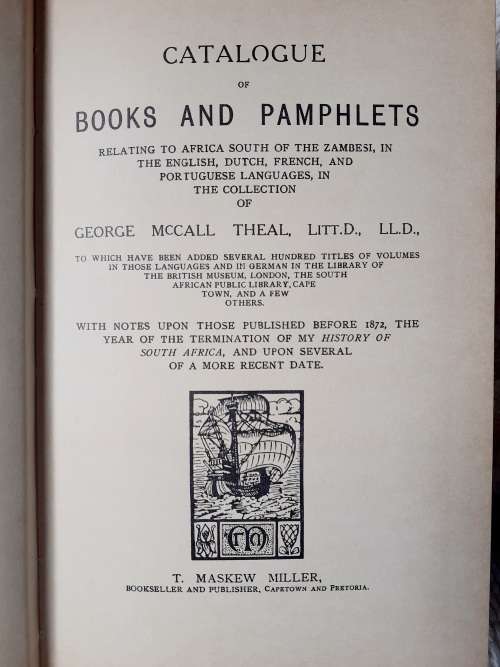 CATALOGUE
OF
BOOKS AND PAMPHLETS
RELATING TO AFRICA SOUTH OF THE ZAMBESI, IN
THE ENGLISH, DUTCH, FRENCH, AND
PORTUGUESE LANGUAGES, IN
THE COLLECTION
OF
GEORGE McCALL THEAL, LITT.D., LL.D.,
TO WHICH HAVE BEEN ADDED SEVERAL HUNDRED TITLES OF VOLUMES
IN THOSE LANGUAGES AND IN GERMAN IN THE LIBRARY OF
THE BRITISH MUSEUM, LONDON, THE SOUTH
AFRICAN PUBLIC LIBRARY, CAPE
TOWN, AND A FEW
OTHERS.
WITH NOTES UPON THOSE PUBLISHED BEFORE 1872, THE
YEAR OF THE TERMINATION OF MY HISTORY OF
SOUTH AFRICA, AND UPON SEVERAL
OF A MORE RECENT DATE.
T. MASKEW MILLER,
BOOKSELLER AND PUBLISHER, CAPETOWN AND PRETORIA.